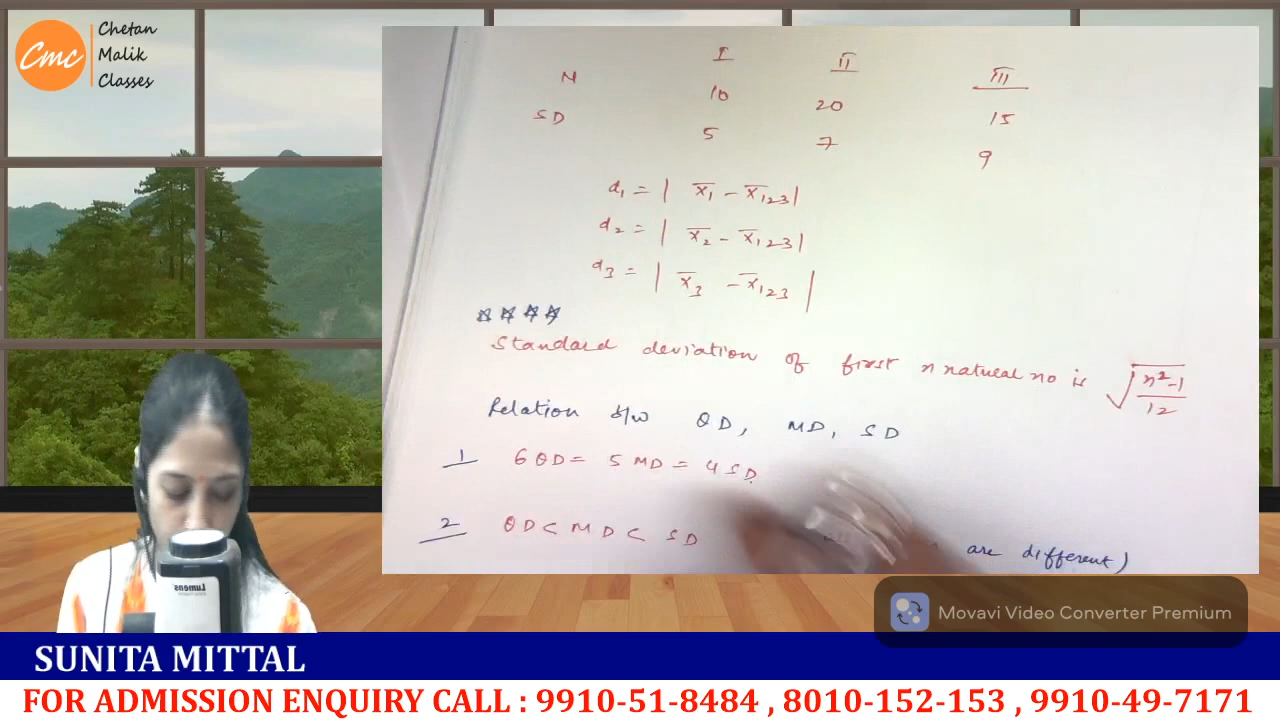 Cmc
Chetan
Malik
Classes
I II III
N 10 20 15
SD 5 7 9
d1 = | x̄1 - x̄123 |
d2 = | x̄2 - x̄123 |
d3 = | x̄3 - x̄123 |
☆☆☆☆
Standard deviation of first n natural no is √(n²-1)/12
Relation b/w QD, MD, SD
1 6QD = 5MD = 4SD
2 QD < MD < SD are different)
Lumens
Movavi Video Converter Premium
SUNITA MITTAL
FOR ADMISSION ENQUIRY CALL : 9910-51-8484 , 8010-152-153 , 9910-49-7171